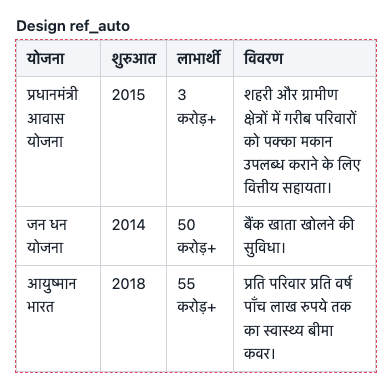 Design ref_auto
योजना शुरुआत लाभार्थी विवरण
प्रधानमंत्री आवास योजना 2015 3 करोड़+ शहरी और ग्रामीण क्षेत्रों में गरीब परिवारों को पक्का मकान उपलब्ध कराने के लिए वित्तीय सहायता।
जन धन योजना 2014 50 करोड़+ बैंक खाता खोलने की सुविधा।
आयुष्मान भारत 2018 55 करोड़+ प्रति परिवार प्रति वर्ष पाँच लाख रुपये तक का स्वास्थ्य बीमा कवर।